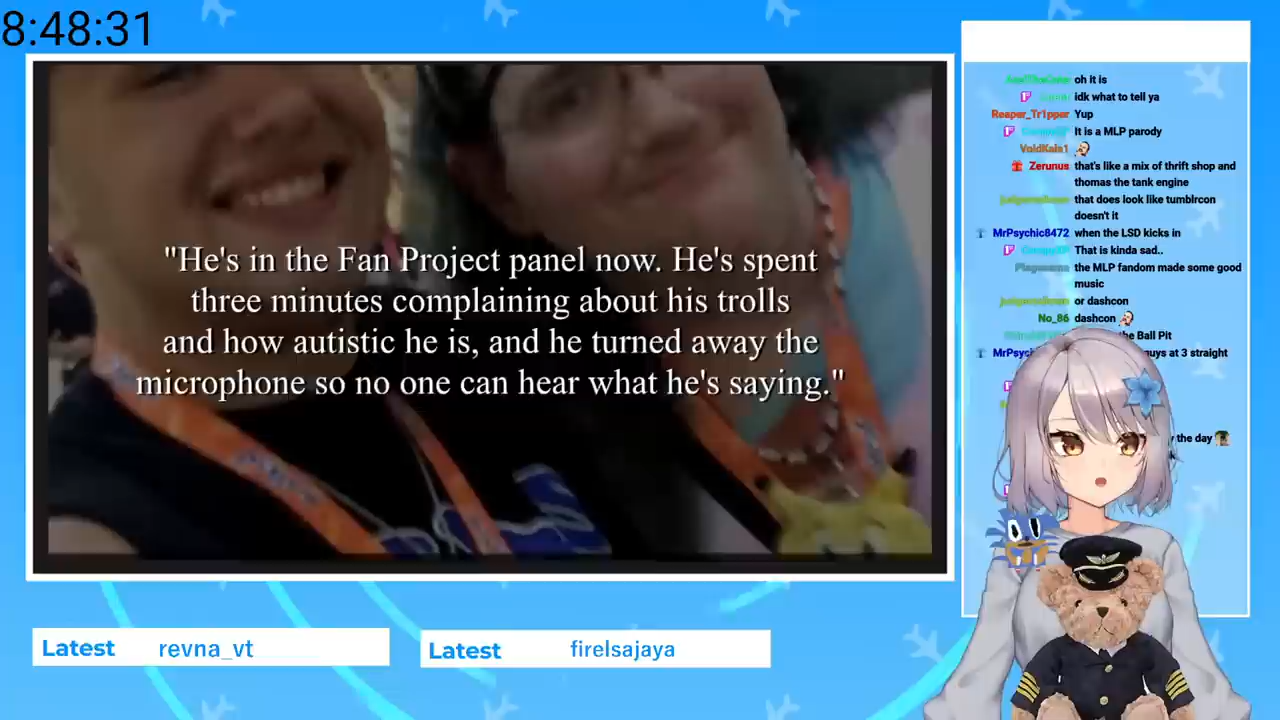 8:48:31
"He's in the Fan Project panel now. He's spent
three minutes complaining about his trolls
and how autistic he is, and he turned away the
microphone so no one can hear what he's saying."
oh it is
idk what to tell ya
Reaper_Tr1pper Yup
It is a MLP parody
VoidKaia1
Zerunus that's like a mix of thrift shop and
thomas the tank engine
that does look like tumblrcon
doesn't it
MrPsychic8472 when the LSD kicks in
That is kinda sad..
the MLP fandom made some good
music
or dashcon
No_86 dashcon
the Ball Pit
guys at 3 straight
the day
Latest revna_vt
Latest firelsajaya